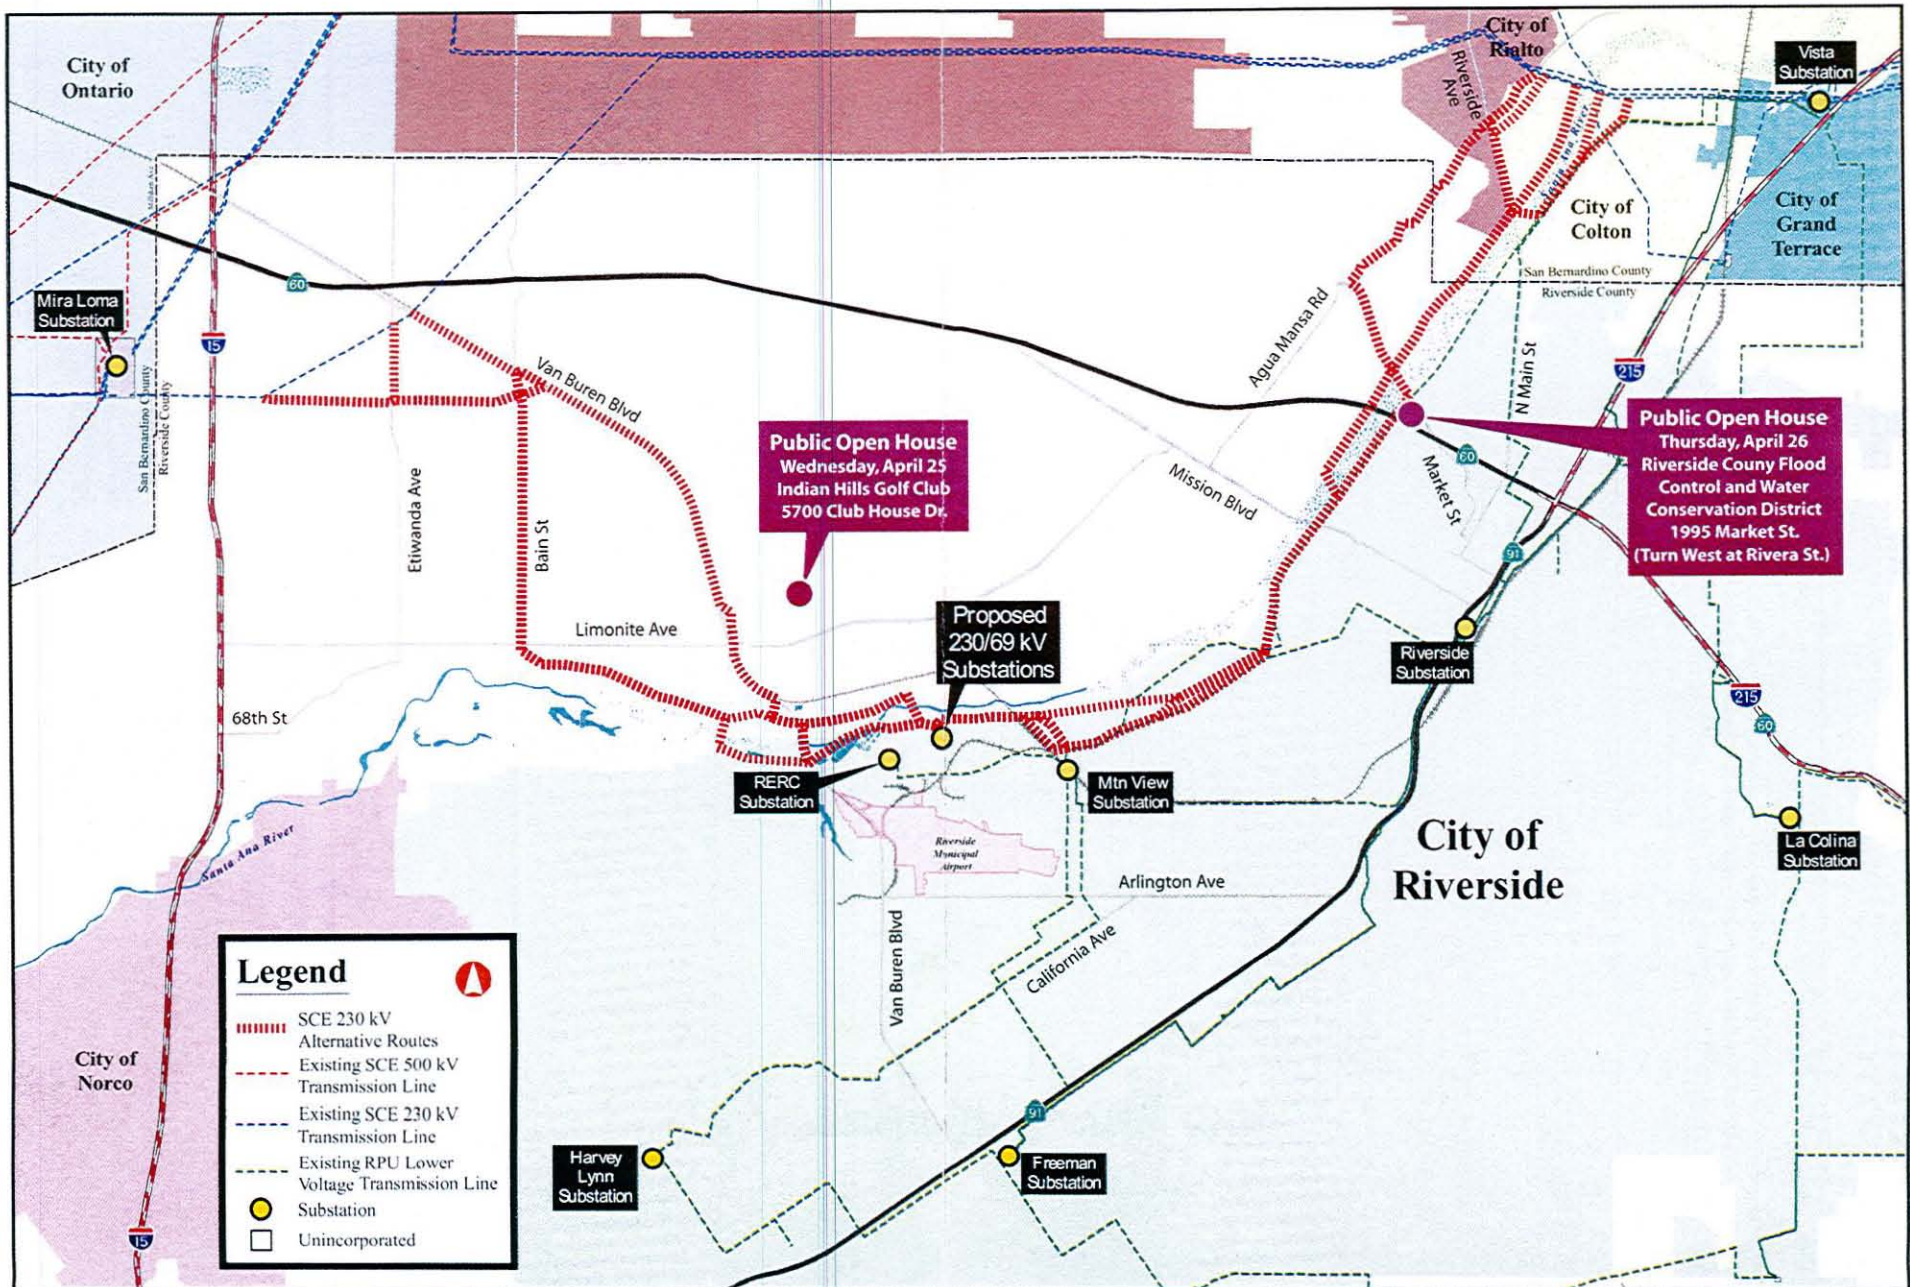 City of
Ontario
City of
Rialto
Riverside
Ave
Vista
Substation
Santa Ana River
City of
Colton
City of
Grand
Terrace
San Bernardino County
Riverside County
Milliken Ave
60
Mira Loma
Substation
15
San Bernardino County
Riverside County
Van Buren Blvd
Agua Mansa Rd
N Main St
215
Public Open House
Wednesday, April 25
Indian Hills Golf Club
5700 Club House Dr.
Public Open House
Thursday, April 26
Riverside Couny Flood
Control and Water
Conservation District
1995 Market St.
(Turn West at Rivera St.)
60
Market St
Mission Blvd
Etiwanda Ave
Bain St
91
Limonite Ave
Proposed
230/69 kV
Substations
Riverside
Substation
68th St
215
60
RERC
Substation
Mtn View
Substation
Riverside
Municipal
Airport
City of
Riverside
La Colina
Substation
Santa Ana River
Arlington Ave
Van Buren Blvd
California Ave
Legend
SCE 230 kV
Alternative Routes
Existing SCE 500 kV
Transmission Line
Existing SCE 230 kV
Transmission Line
Existing RPU Lower
Voltage Transmission Line
Substation
Unincorporated
City of
Norco
91
Harvey
Lynn
Substation
Freeman
Substation
15